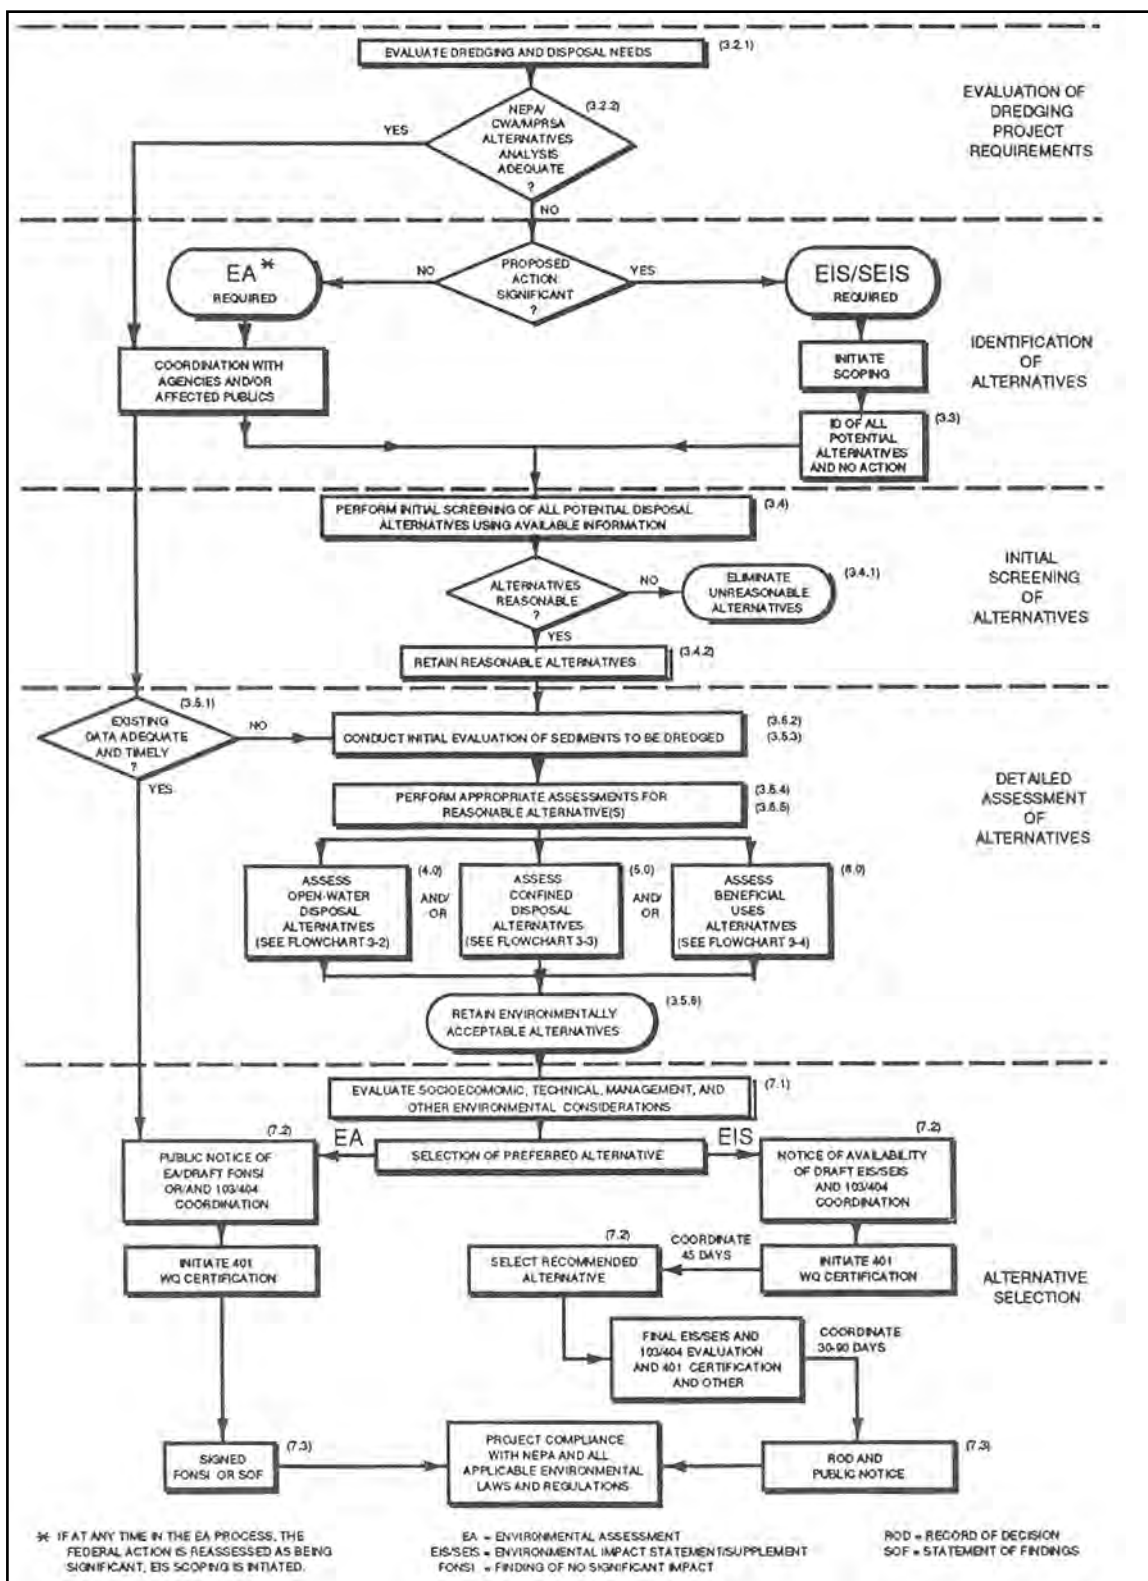 EVALUATE DREDGING AND DISPOSAL NEEDS
(3.2.1)
NEPA/
CWA/MPRSA
ALTERNATIVES
ANALYSIS
ADEQUATE
?
(3.2.2)
YES
NO
EVALUATION OF
DREDGING
PROJECT
REQUIREMENTS
EA*
REQUIRED
NO
PROPOSED
ACTION
SIGNIFICANT
?
YES
EIS/SEIS
REQUIRED
COORDINATION WITH
AGENCIES AND/OR
AFFECTED PUBLICS
INITIATE
SCOPING
ID OF ALL
POTENTIAL
ALTERNATIVES
AND NO ACTION
(3.3)
IDENTIFICATION
OF
ALTERNATIVES
PERFORM INITIAL SCREENING OF ALL POTENTIAL DISPOSAL
ALTERNATIVES USING AVAILABLE INFORMATION
(3.4)
ALTERNATIVES
REASONABLE
?
NO
ELIMINATE
UNREASONABLE
ALTERNATIVES
(3.4.1)
YES
RETAIN REASONABLE ALTERNATIVES
(3.4.2)
INITIAL
SCREENING
OF
ALTERNATIVES
(3.5.1)
EXISTING
DATA ADEQUATE
AND TIMELY
?
NO
YES
CONDUCT INITIAL EVALUATION OF SEDIMENTS TO BE DREDGED
(3.5.2)
(3.5.3)
PERFORM APPROPRIATE ASSESSMENTS FOR
REASONABLE ALTERNATIVE(S)
(3.5.4)
(3.5.5)
DETAILED
ASSESSMENT
OF
ALTERNATIVES
ASSESS
OPEN-WATER
DISPOSAL
ALTERNATIVES
(SEE FLOWCHART 3-2)
(4.0)
AND/
OR
ASSESS
CONFINED
DISPOSAL
ALTERNATIVES
(SEE FLOWCHART 3-3)
(5.0)
AND/
OR
ASSESS
BENEFICIAL
USES
ALTERNATIVES
(SEE FLOWCHART 3-4)
(6.0)
RETAIN ENVIRONMENTALLY
ACCEPTABLE ALTERNATIVES
(3.5.6)
EVALUATE SOCIOECOMOMIC, TECHNICAL, MANAGEMENT, AND
OTHER ENVIRONMENTAL CONSIDERATIONS
(7.1)
(7.2)
PUBLIC NOTICE OF
EA/DRAFT FONSI
OR/AND 103/404
COORDINATION
EA
SELECTION OF PREFERRED ALTERNATIVE
EIS
(7.2)
NOTICE OF AVAILABILITY
OF DRAFT EIS/SEIS
AND 103/404
COORDINATION
INITIATE 401
WQ CERTIFICATION
(7.2)
SELECT RECOMMENDED
ALTERNATIVE
COORDINATE
45 DAYS
INITIATE 401
WQ CERTIFICATION
ALTERNATIVE
SELECTION
FINAL EIS/SEIS AND
103/404 EVALUATION
AND 401 CERTIFICATION
AND OTHER
COORDINATE
30-90 DAYS
SIGNED
FONSI OR SOF
(7.3)
PROJECT COMPLIANCE
WITH NEPA AND ALL
APPLICABLE ENVIRONMENTAL
LAWS AND REGULATIONS
ROD AND
PUBLIC NOTICE
(7.3)
* IF AT ANY TIME IN THE EA PROCESS, THE
FEDERAL ACTION IS REASSESSED AS BEING
SIGNIFICANT, EIS SCOPING IS INITIATED.
EA = ENVIRONMENTAL ASSESSMENT
EIS/SEIS = ENVIRONMENTAL IMPACT STATEMENT/SUPPLEMENT
FONSI = FINDING OF NO SIGNIFICANT IMPACT
ROD = RECORD OF DECISION
SOF = STATEMENT OF FINDINGS